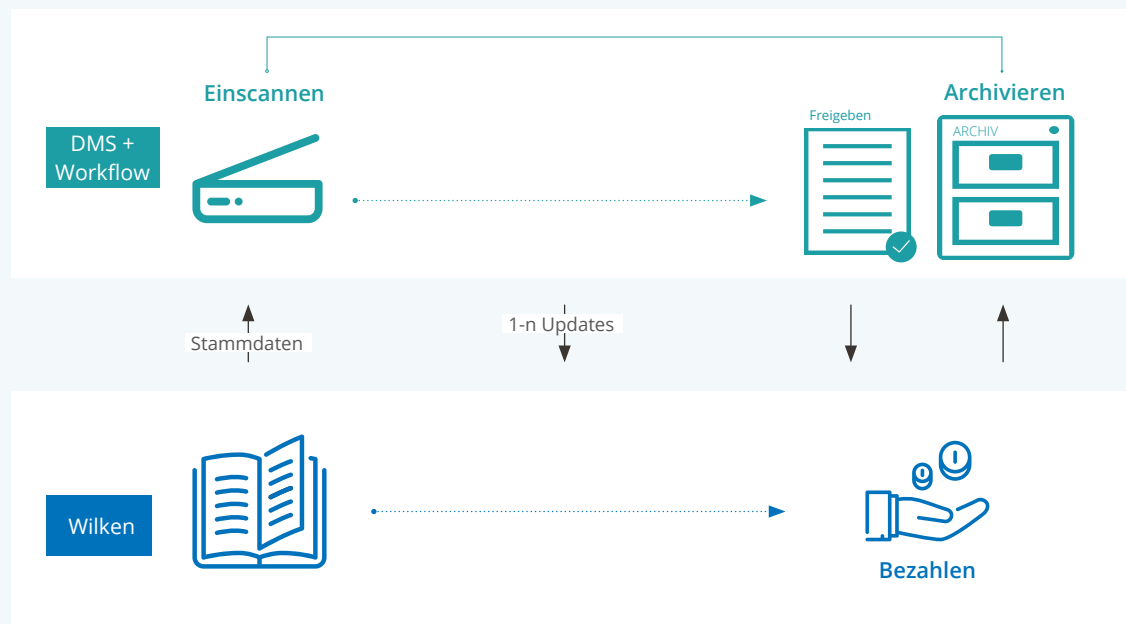 Einscannen
Archivieren
Freigeben
ARCHIV
DMS +
Workflow
Stammdaten
1-n Updates
Wilken
Bezahlen